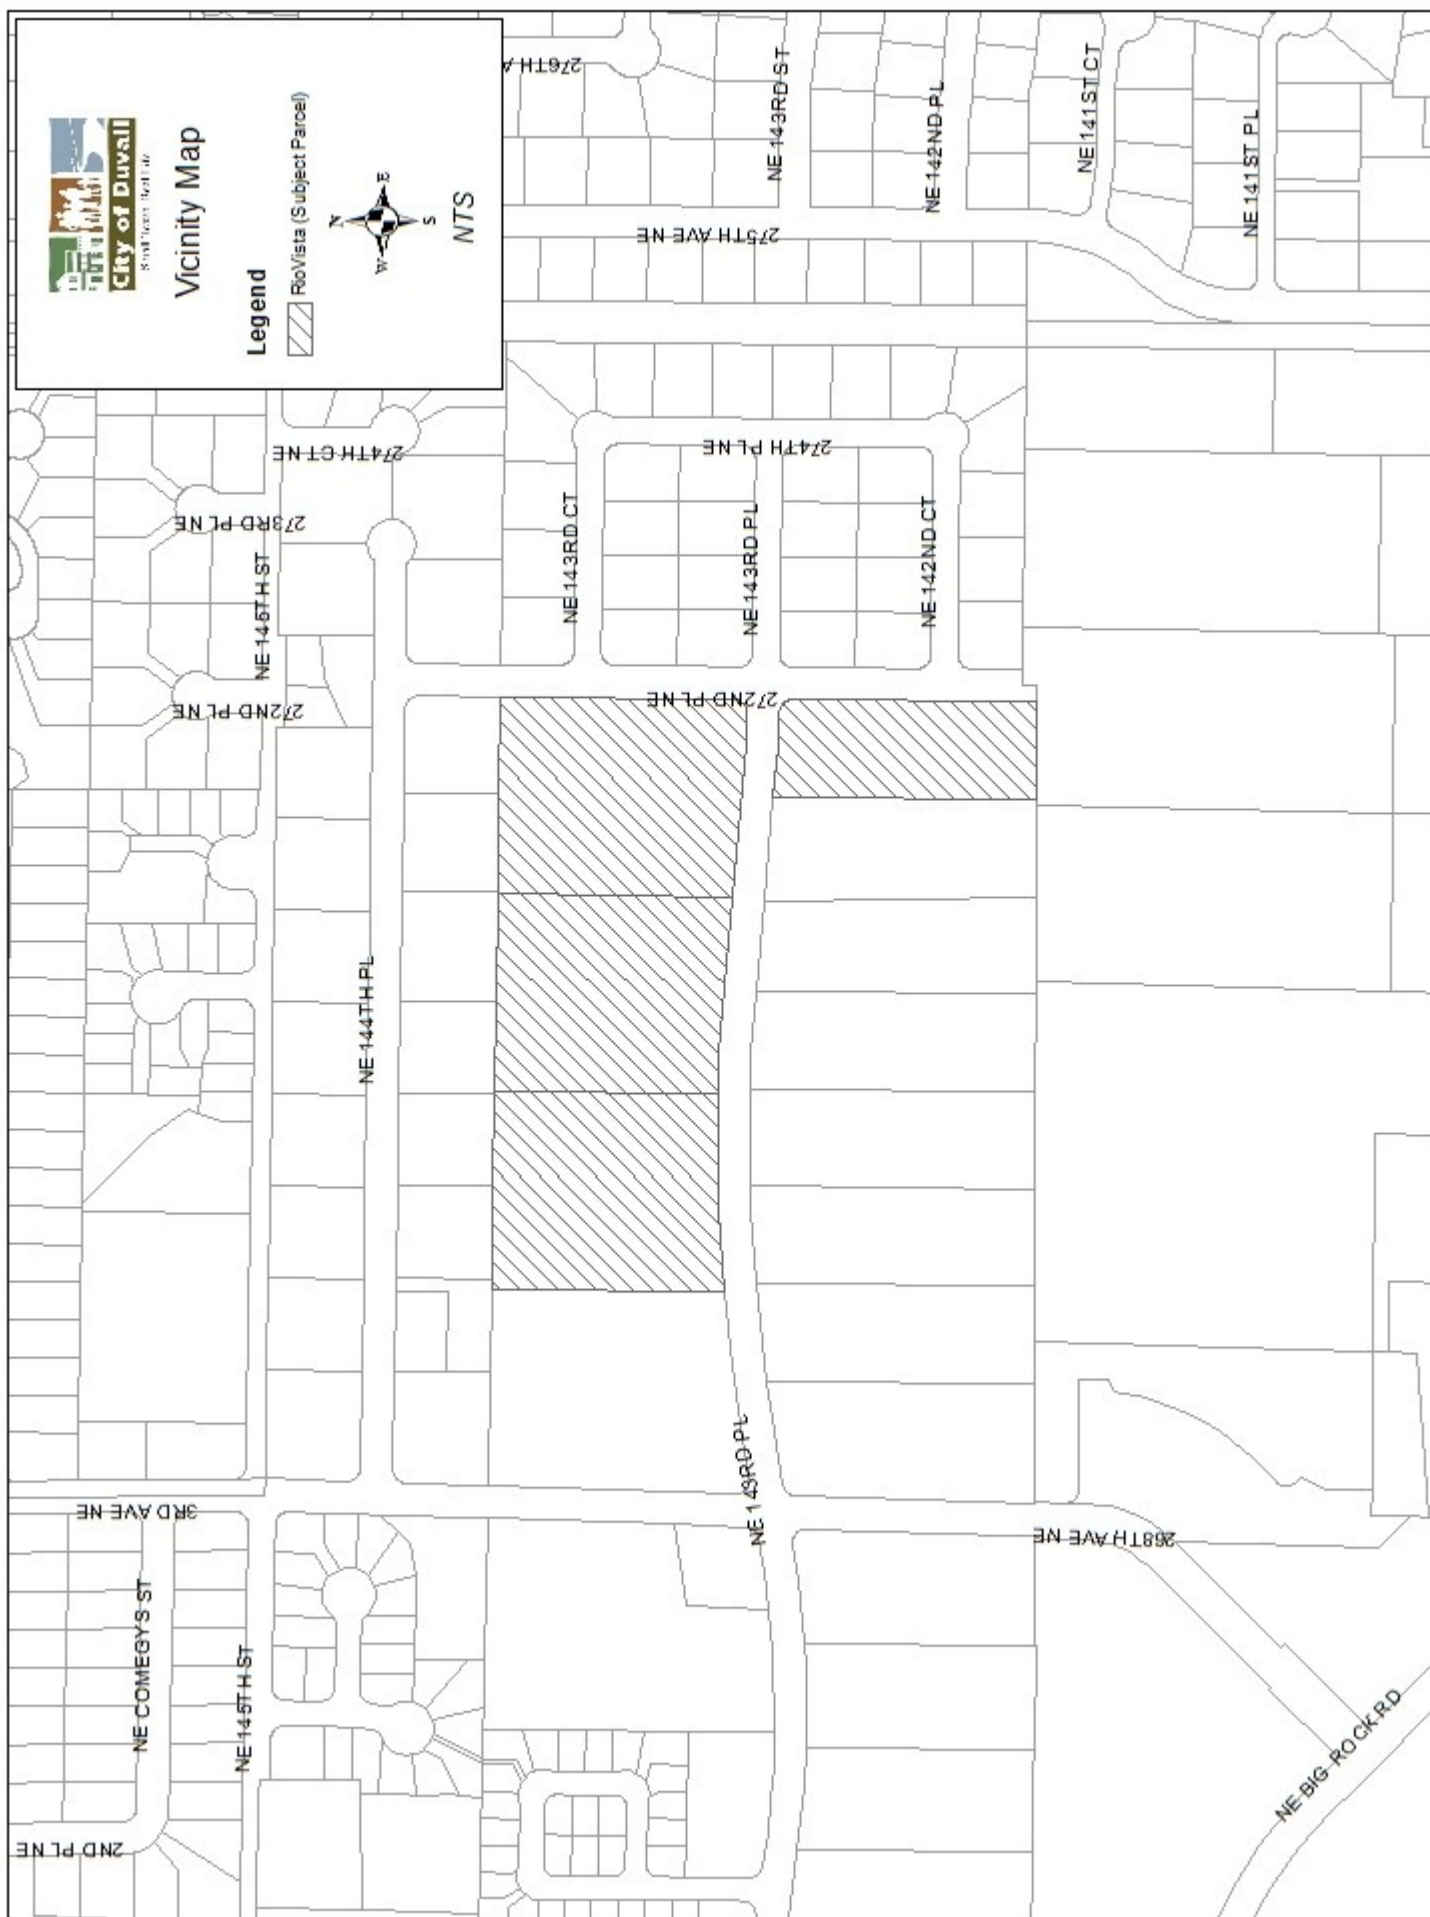 City of Duvall
Vicinity Map
Legend
RioVista (Subject Parcel)
N
W
E
S
NTS
276TH A
NE 143RD ST
NE 142ND PL
NE 141ST CT
NE 141ST PL
275TH AVE NE
274TH CT NE
273RD PL NE
NE 145TH ST
272ND PL NE
274TH PL NE
NE 143RD CT
NE 143RD PL
NE 142ND CT
272ND PL NE
NE 144TH PL
NE 143RD PL
3RD AVE NE
268TH AVE NE
NE COMEGYS ST
NE 145TH ST
2ND PL NE
NE BIG ROCK RD